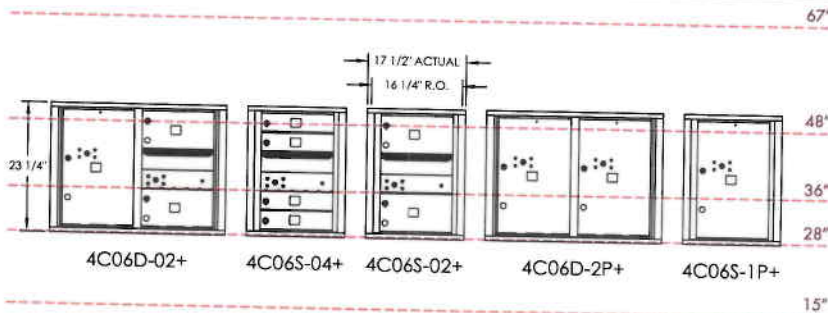 67"
17 1/2" ACTUAL
16 1/4" R.O.
48"
23 1/4"
36"
28"
4C06D-02+ 4C06S-04+ 4C06S-02+ 4C06D-2P+ 4C06S-1P+
15"